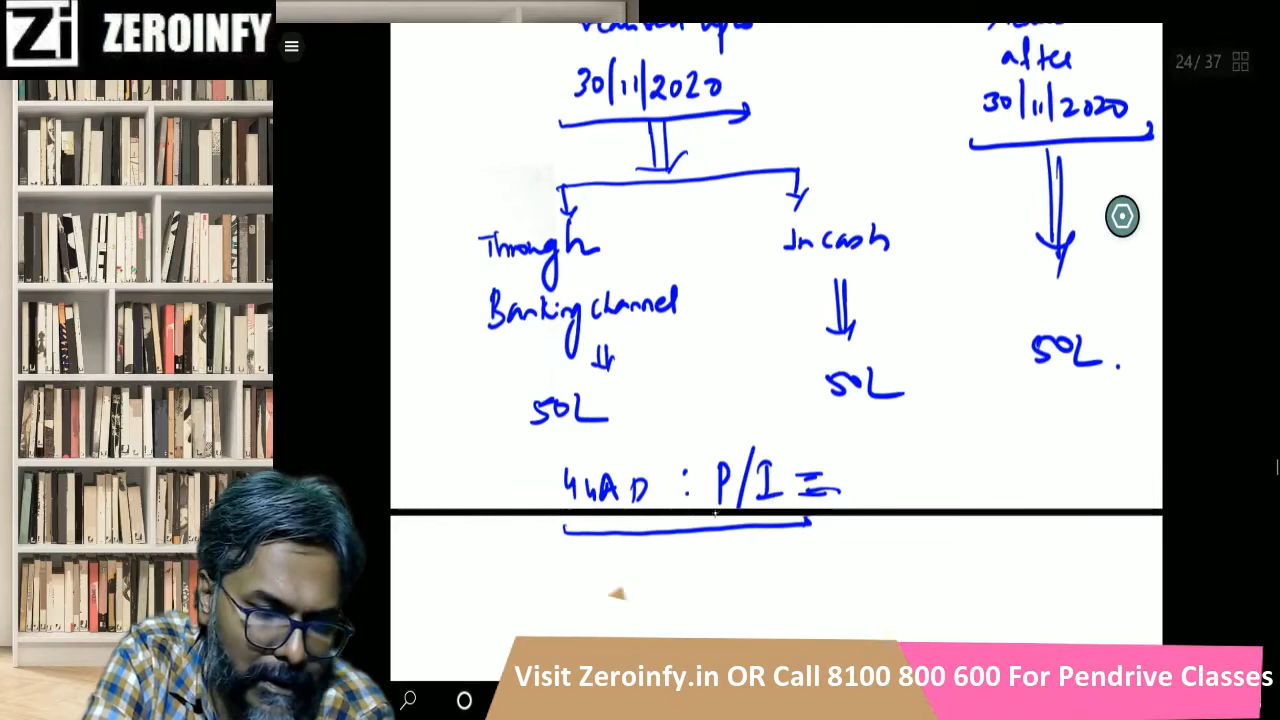 Zi ZEROINFY
24 / 37
30/11/2020
after
30/11/2020
Through
Banking channel
50L
In cash
50L
50L.
44AD : P/I =
Visit Zeroinfy.in OR Call 8100 800 600 For Pendrive Classes